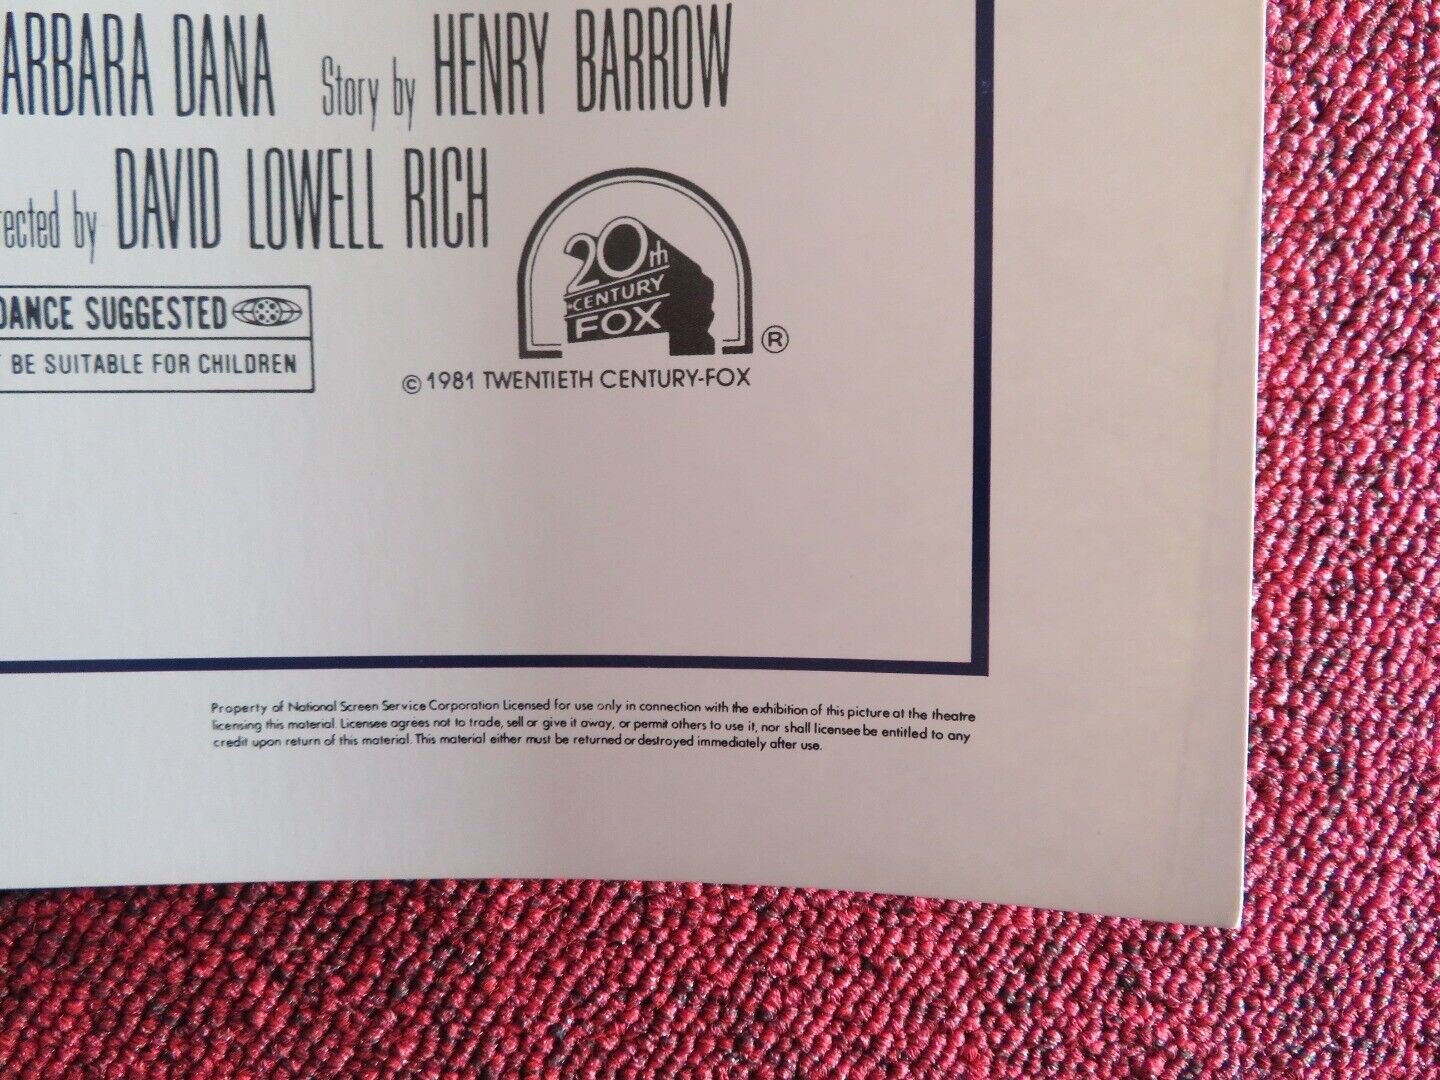 ARBARA DANA Story by HENRY BARROW
rected by DAVID LOWELL RICH
DANCE SUGGESTED
BE SUITABLE FOR CHILDREN
20th
CENTURY
FOX
®
© 1981 TWENTIETH CENTURY-FOX
Property of National Screen Service Corporation Licensed for use only in connection with the exhibition of this picture at the theatre
licensing this material. Licensee agrees not to trade, sell or give it away, or permit others to use it, nor shall licensee be entitled to any
credit upon return of this material. This material either must be returned or destroyed immediately after use.